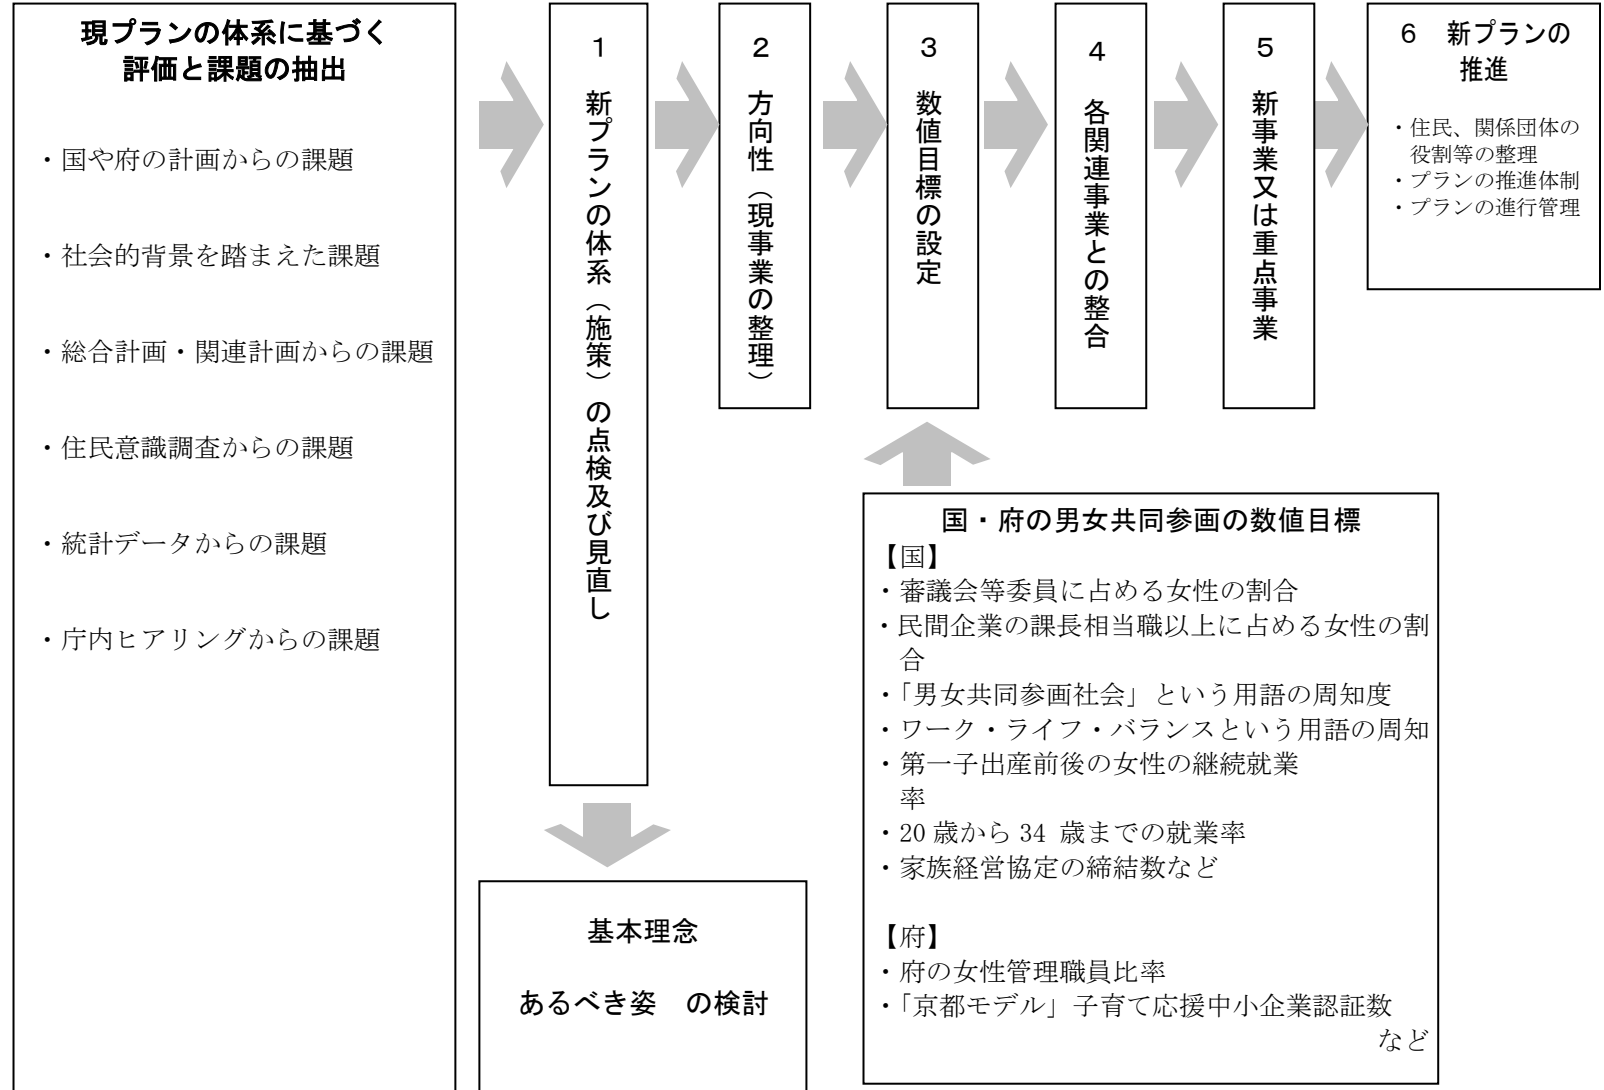 現プランの体系に基づく
評価と課題の抽出
・国や府の計画からの課題
・社会的背景を踏まえた課題
・総合計画・関連計画からの課題
・住民意識調査からの課題
・統計データからの課題
・庁内ヒアリングからの課題
１　新プランの体系（施策）の点検及び見直し
２　方向性（現事業の整理）
３　数値目標の設定
４　各関連事業との整合
５　新事業又は重点事業
６　新プランの
推進
・住民、関係団体の
役割等の整理
・プランの推進体制
・プランの進行管理
基本理念
あるべき姿　の検討
国・府の男女共同参画の数値目標
【国】
・審議会等委員に占める女性の割合
・民間企業の課長相当職以上に占める女性の割
合
・「男女共同参画社会」という用語の周知度
・ワーク・ライフ・バランスという用語の周知
・第一子出産前後の女性の継続就業
率
・20 歳から 34 歳までの就業率
・家族経営協定の締結数など
【府】
・府の女性管理職員比率
・「京都モデル」子育て応援中小企業認証数
など